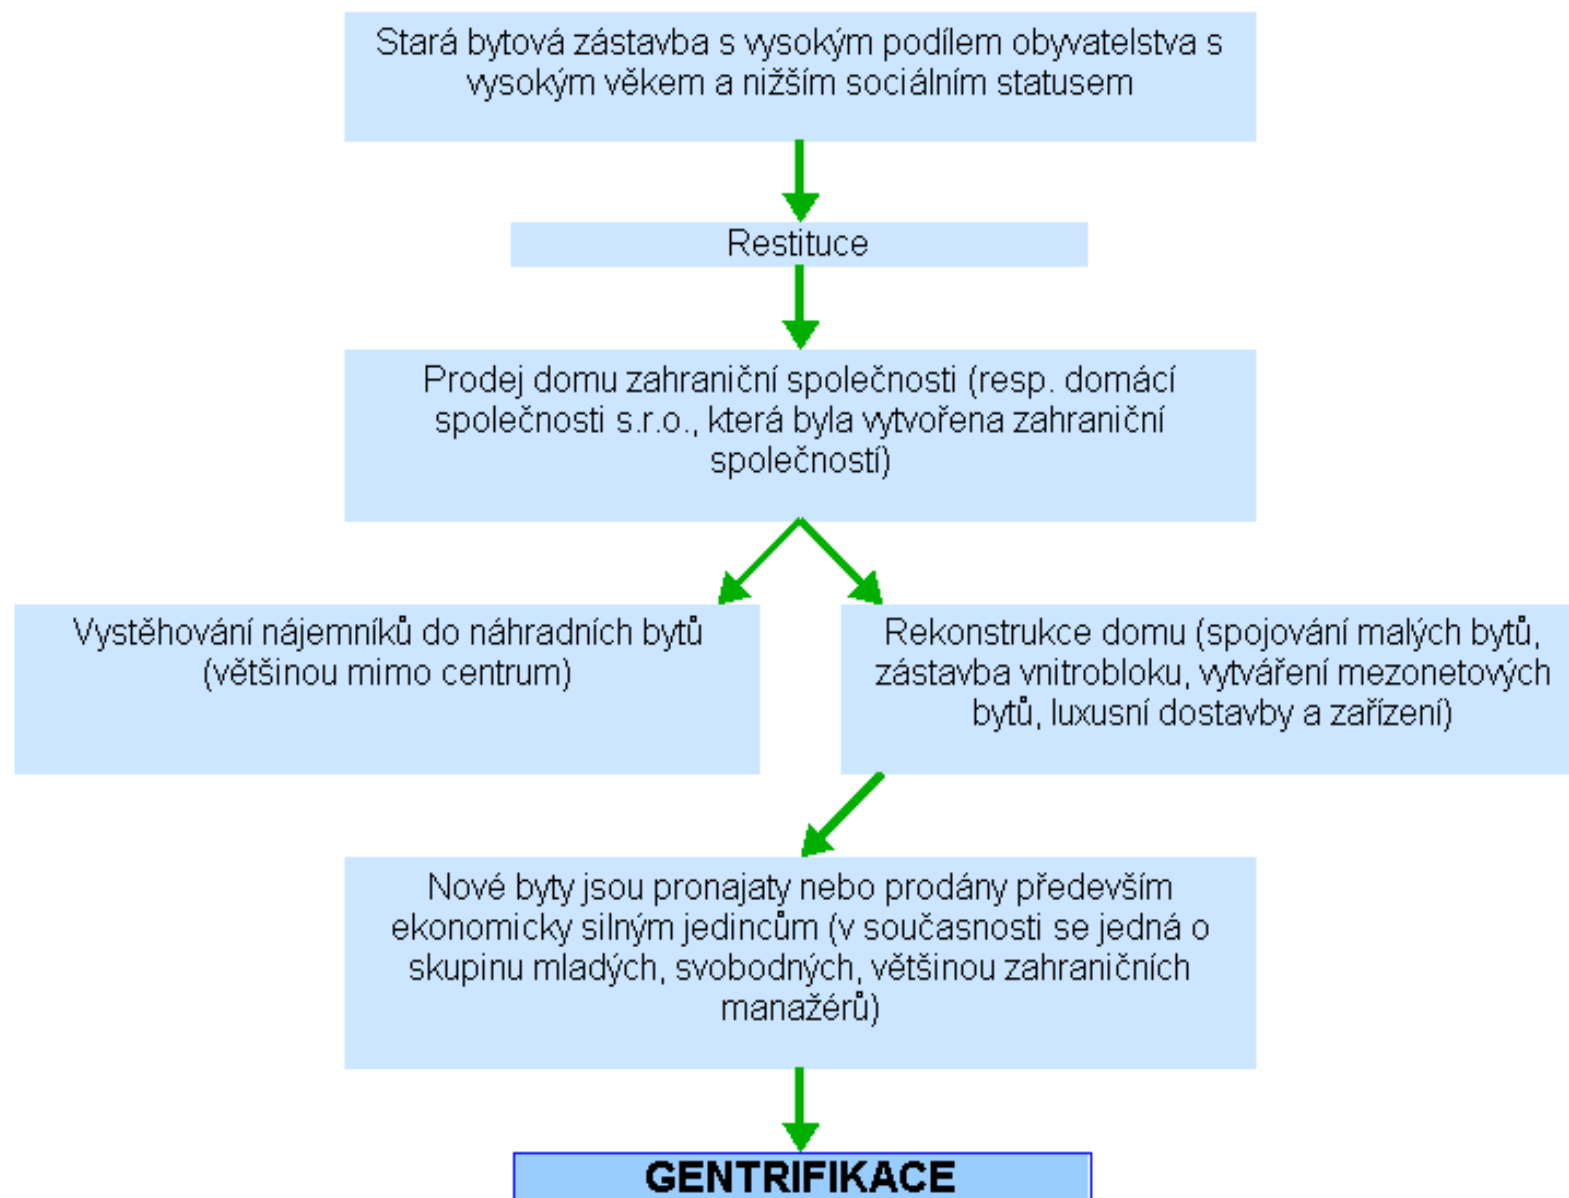 Stará bytová zástavba s vysokým podílem obyvatelstva s
vysokým věkem a nižším sociálním statusem
Restituce
Prodej domu zahraniční společnosti (resp. domácí
společnosti s.r.o., která byla vytvořena zahraniční
společností)
Vystěhování nájemníků do náhradních bytů
(většinou mimo centrum)
Rekonstrukce domu (spojování malých bytů,
zástavba vnitrobloku, vytváření mezonetových
bytů, luxusní dostavby a zařízení)
Nové byty jsou pronajaty nebo prodány především
ekonomicky silným jedincům (v současnosti se jedná o
skupinu mladých, svobodných, většinou zahraničních
manažérů)
GENTRIFIKACE